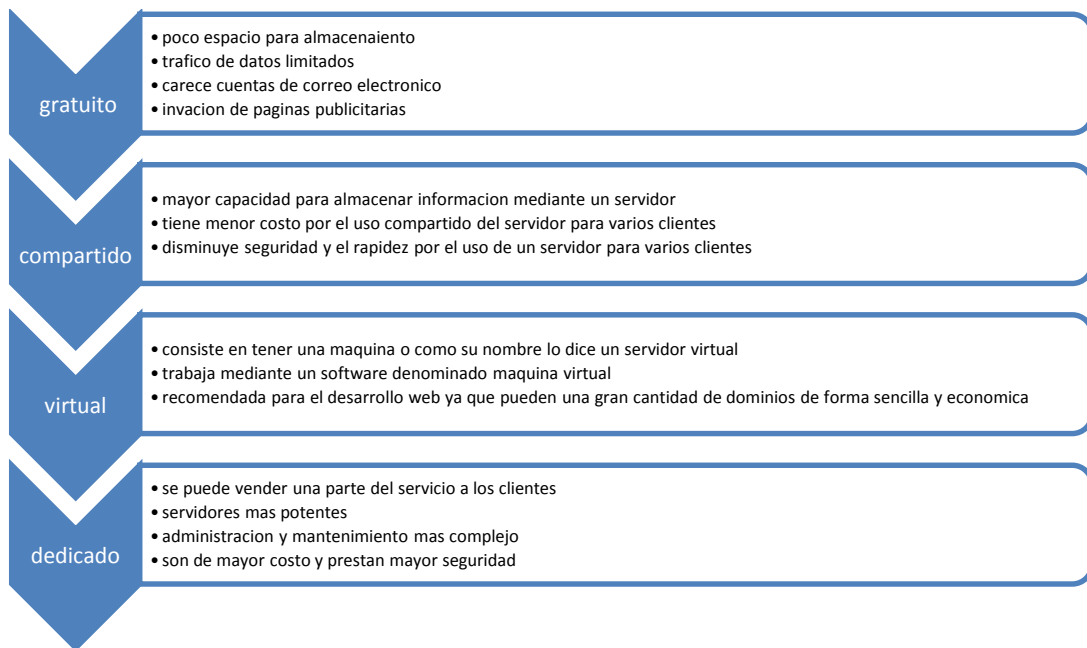 gratuito
• poco espacio para almacenaiento
• trafico de datos limitados
• carece cuentas de correo electronico
• invacion de paginas publicitarias
compartido
• mayor capacidad para almacenar informacion mediante un servidor
• tiene menor costo por el uso compartido del servidor para varios clientes
• disminuye seguridad y el rapidez por el uso de un servidor para varios clientes
virtual
• consiste en tener una maquina o como su nombre lo dice un servidor virtual
• trabaja mediante un software denominado maquina virtual
• recomendada para el desarrollo web ya que pueden una gran cantidad de dominios de forma sencilla y economica
dedicado
• se puede vender una parte del servicio a los clientes
• servidores mas potentes
• administracion y mantenimiento mas complejo
• son de mayor costo y prestan mayor seguridad